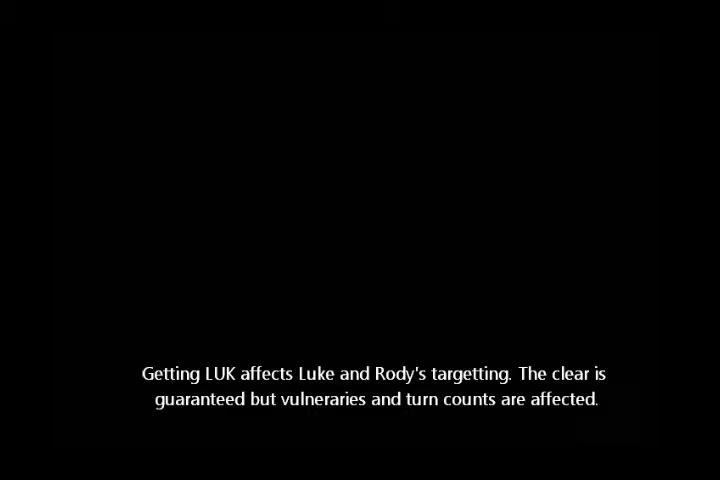 Getting LUK affects Luke and Rody's targetting. The clear is
guaranteed but vulneraries and turn counts are affected.